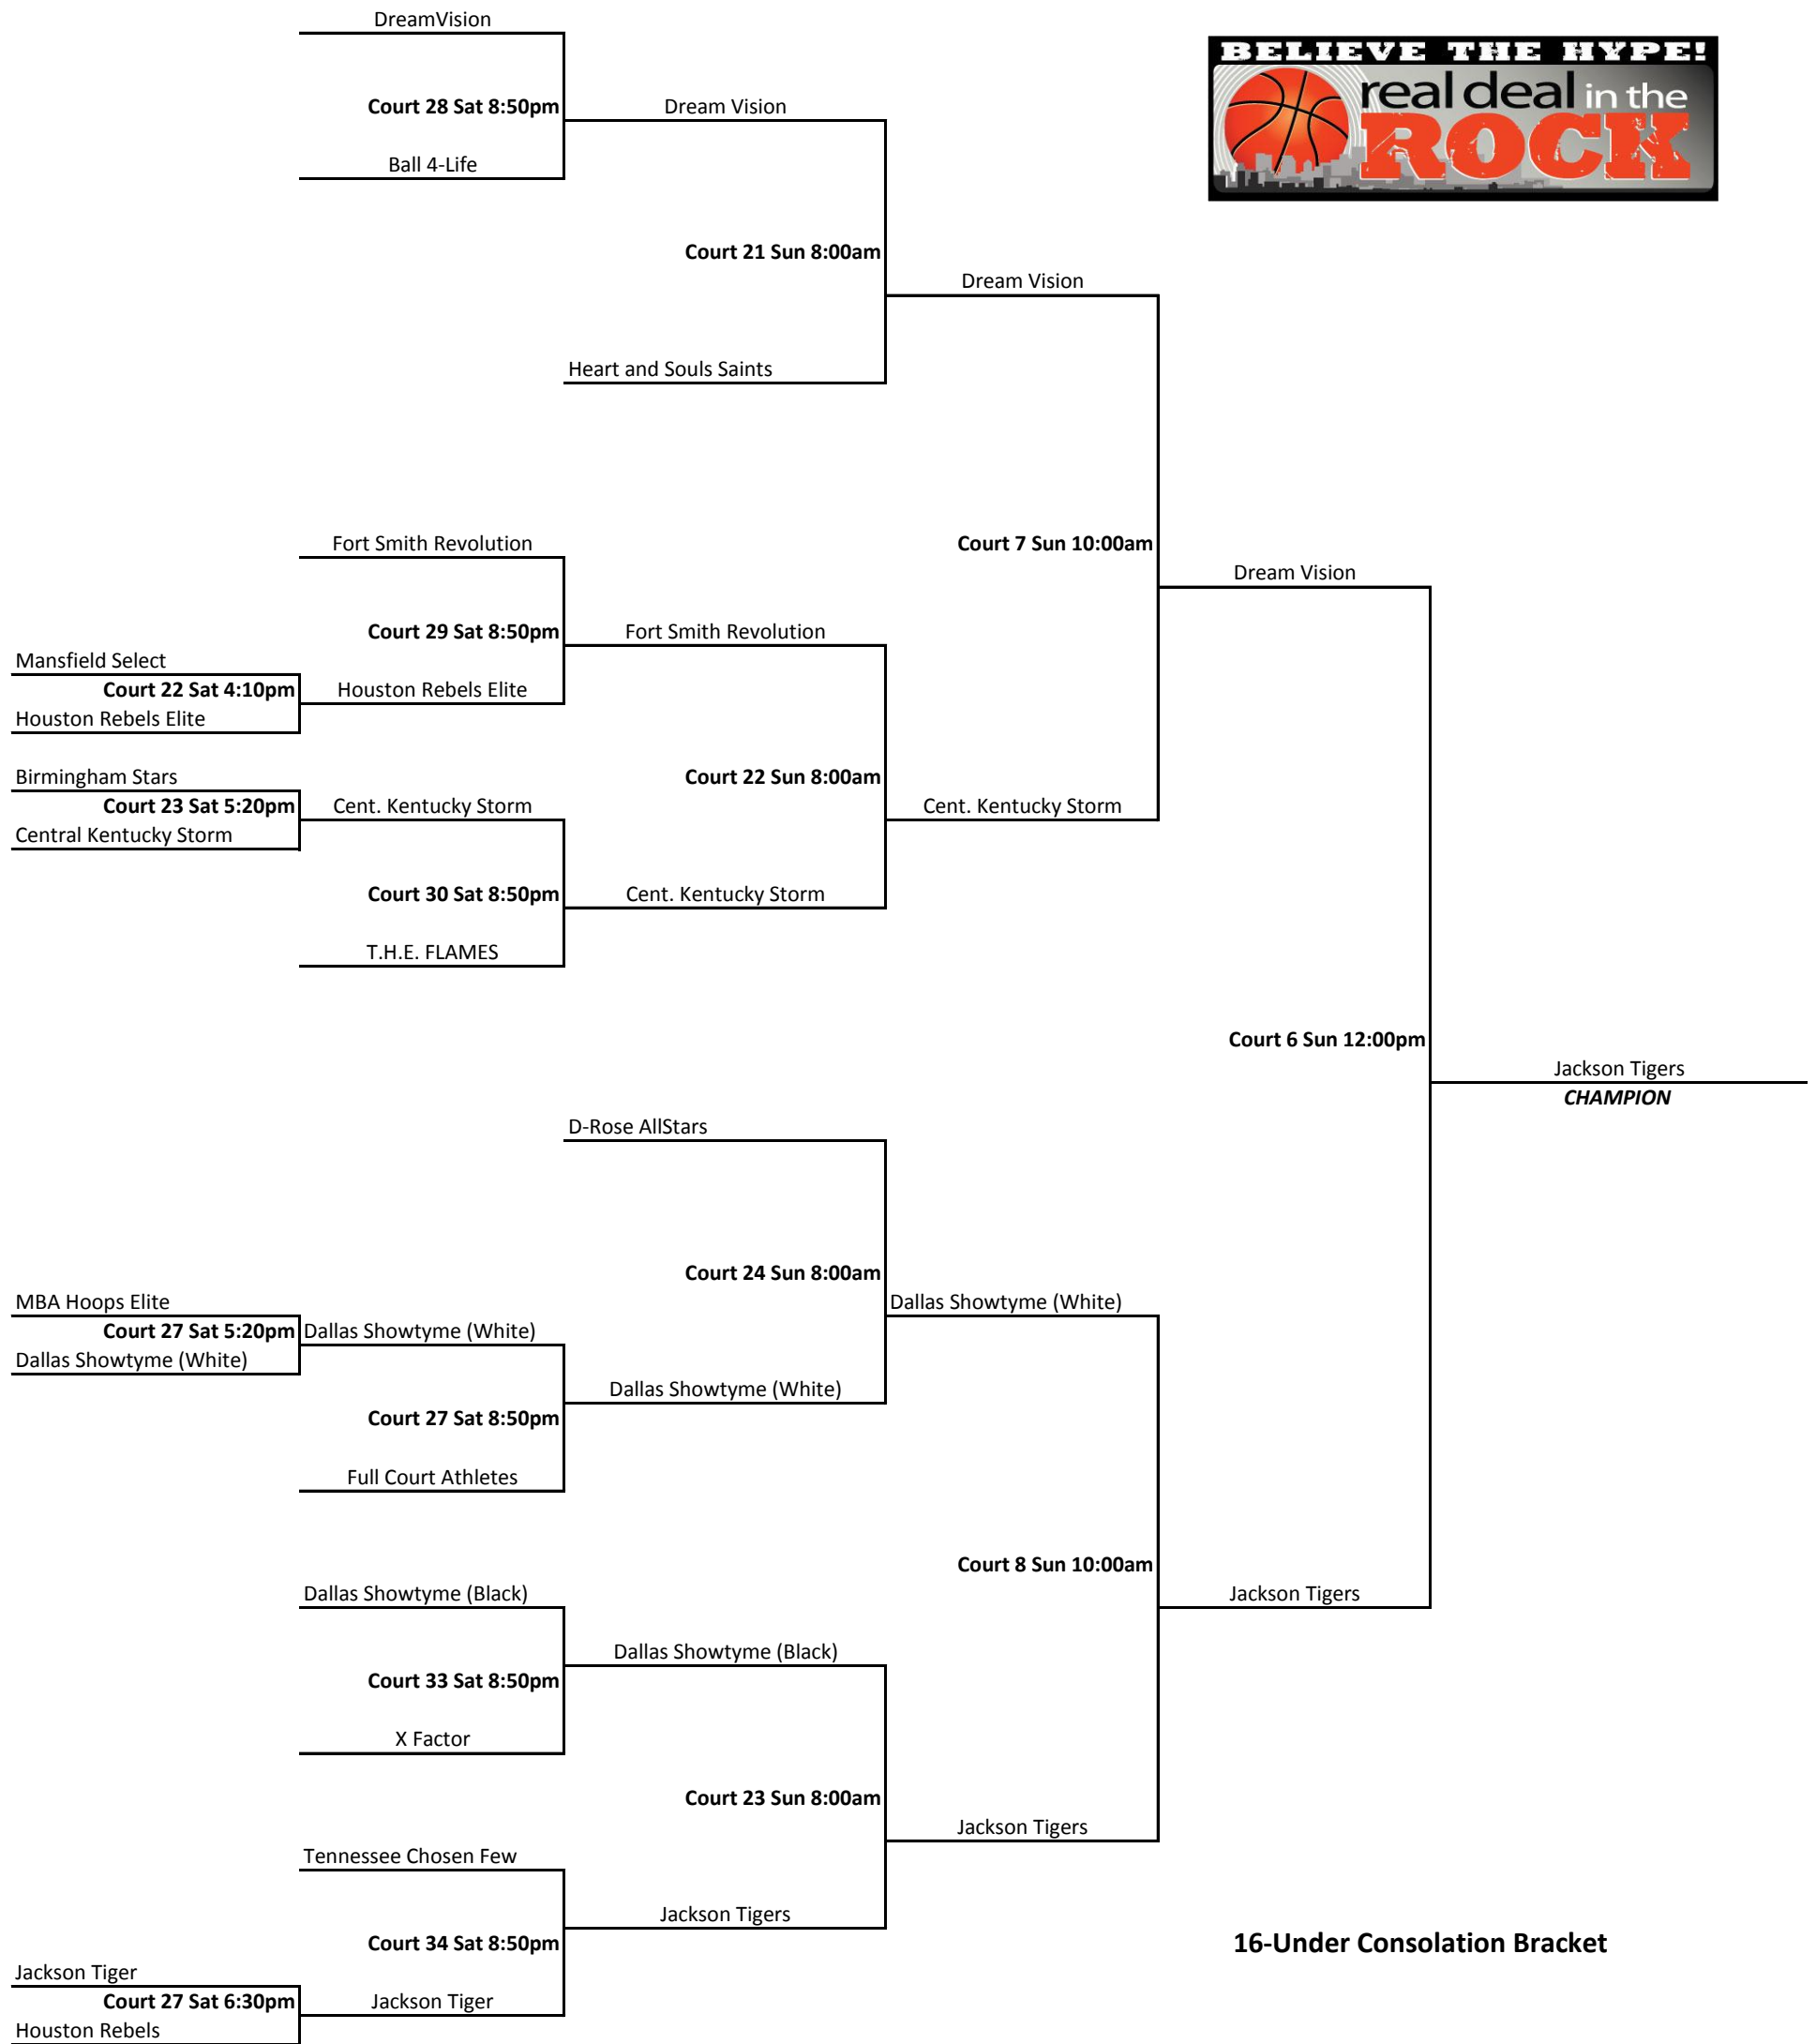 DreamVision
BELIEVE THE HYPE!
real deal in the
ROCK
Court 28 Sat 8:50pm
Dream Vision
Ball 4-Life
Court 21 Sun 8:00am
Dream Vision
Heart and Souls Saints
Fort Smith Revolution
Court 7 Sun 10:00am
Dream Vision
Court 29 Sat 8:50pm
Fort Smith Revolution
Mansfield Select
Court 22 Sat 4:10pm
Houston Rebels Elite
Houston Rebels Elite
Birmingham Stars
Court 22 Sun 8:00am
Court 23 Sat 5:20pm
Cent. Kentucky Storm
Cent. Kentucky Storm
Central Kentucky Storm
Court 30 Sat 8:50pm
Cent. Kentucky Storm
T.H.E. FLAMES
Court 6 Sun 12:00pm
Jackson Tigers
CHAMPION
D-Rose AllStars
Court 24 Sun 8:00am
MBA Hoops Elite
Dallas Showtyme (White)
Court 27 Sat 5:20pm
Dallas Showtyme (White)
Dallas Showtyme (White)
Dallas Showtyme (White)
Court 27 Sat 8:50pm
Full Court Athletes
Court 8 Sun 10:00am
Dallas Showtyme (Black)
Jackson Tigers
Dallas Showtyme (Black)
Court 33 Sat 8:50pm
X Factor
Court 23 Sun 8:00am
Jackson Tigers
Tennessee Chosen Few
Jackson Tigers
Court 34 Sat 8:50pm
16-Under Consolation Bracket
Jackson Tiger
Court 27 Sat 6:30pm
Jackson Tiger
Houston Rebels